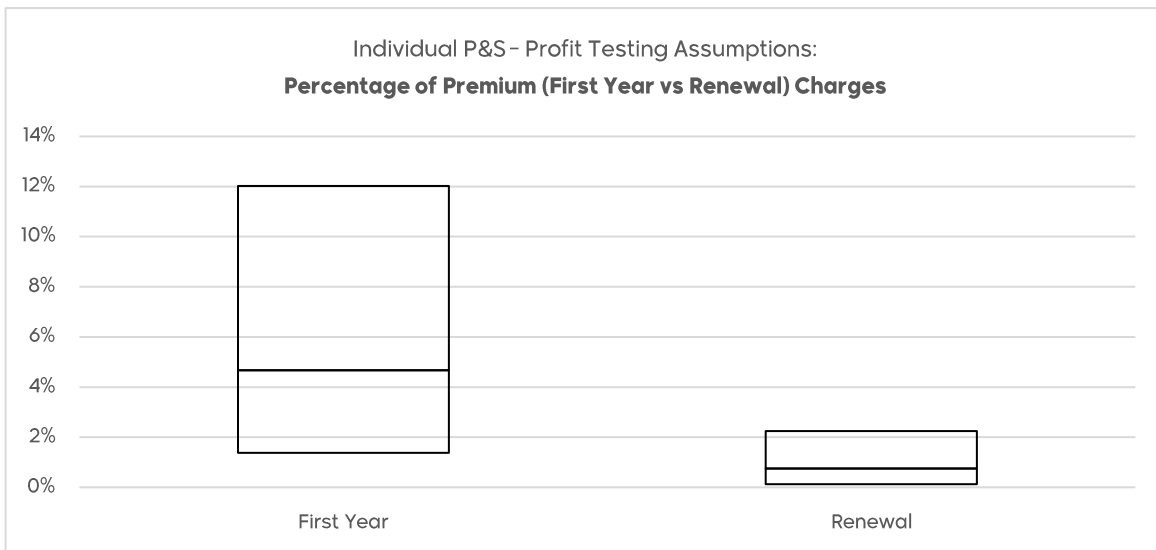 Individual P&S - Profit Testing Assumptions:
Percentage of Premium (First Year vs Renewal) Charges
14%
12%
10%
8%
6%
4%
2%
0%
First Year
Renewal